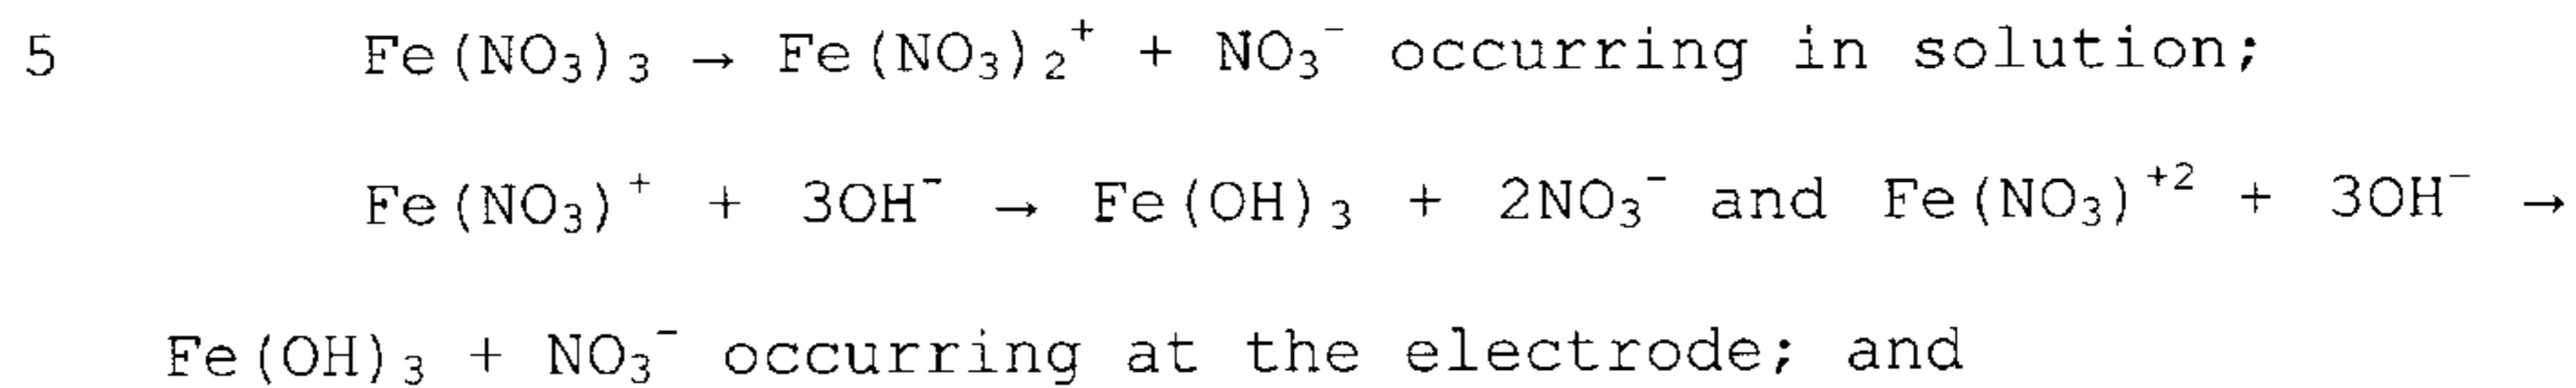 5 Fe(NO₃)₃ → Fe(NO₃)₂⁺ + NO₃⁻ occurring in solution;
Fe(NO₃)⁺ + 3OH⁻ → Fe(OH)₃ + 2NO₃⁻ and Fe(NO₃)⁺² + 3OH⁻ →
Fe(OH)₃ + NO₃⁻ occurring at the electrode; and